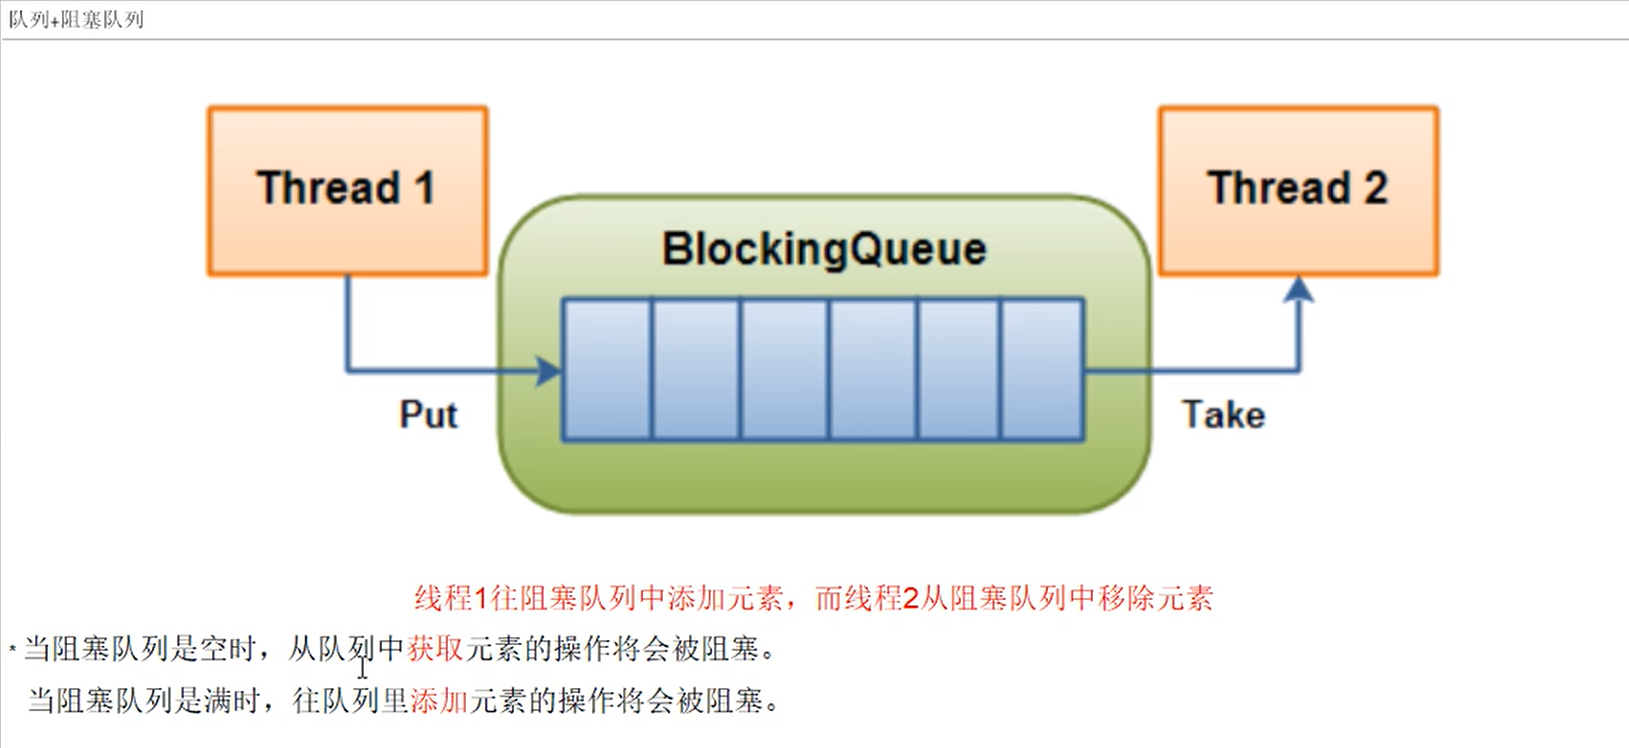 队列+阻塞队列
Thread 1
Thread 2
BlockingQueue
Put
Take
线程1往阻塞队列中添加元素，而线程2从阻塞队列中移除元素
* 当阻塞队列是空时，从队列中获取元素的操作将会被阻塞。
当阻塞队列是满时，往队列里添加元素的操作将会被阻塞。